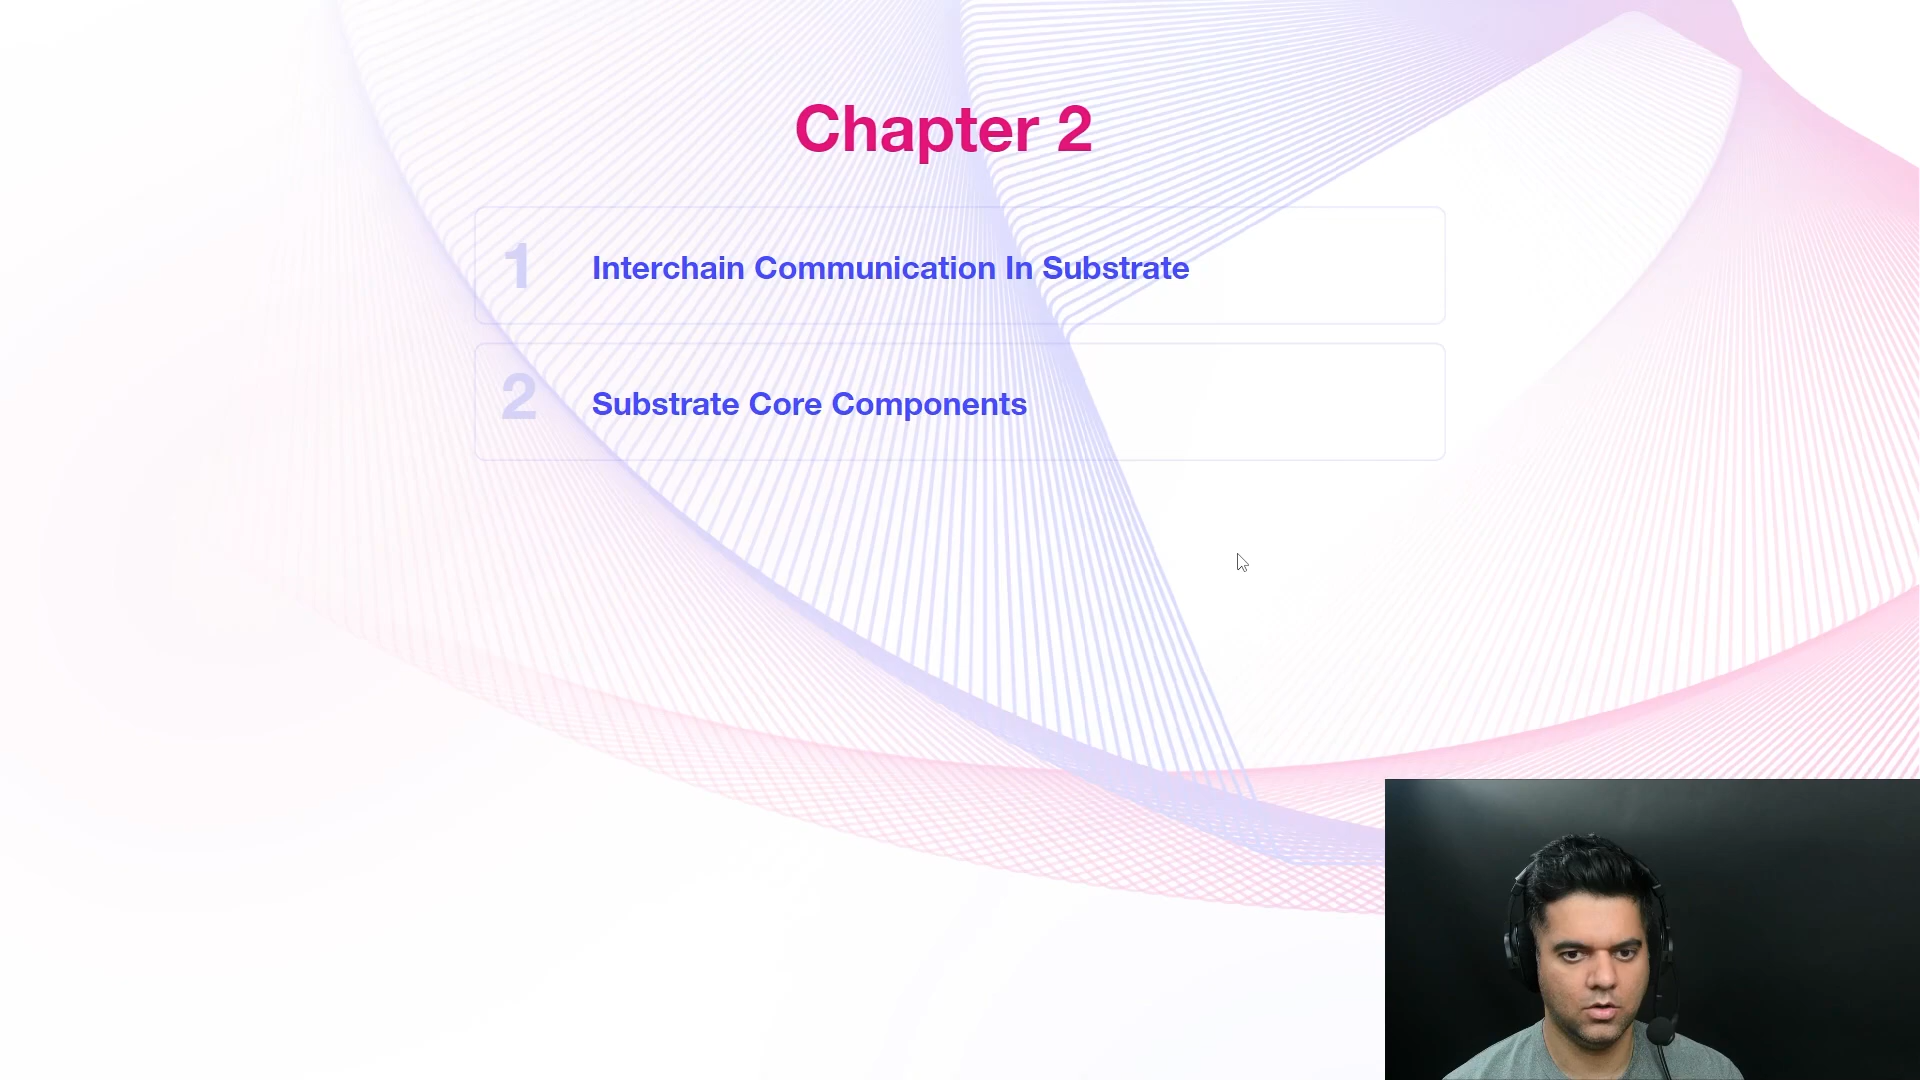 Chapter 2
1 Interchain Communication In Substrate
2 Substrate Core Components